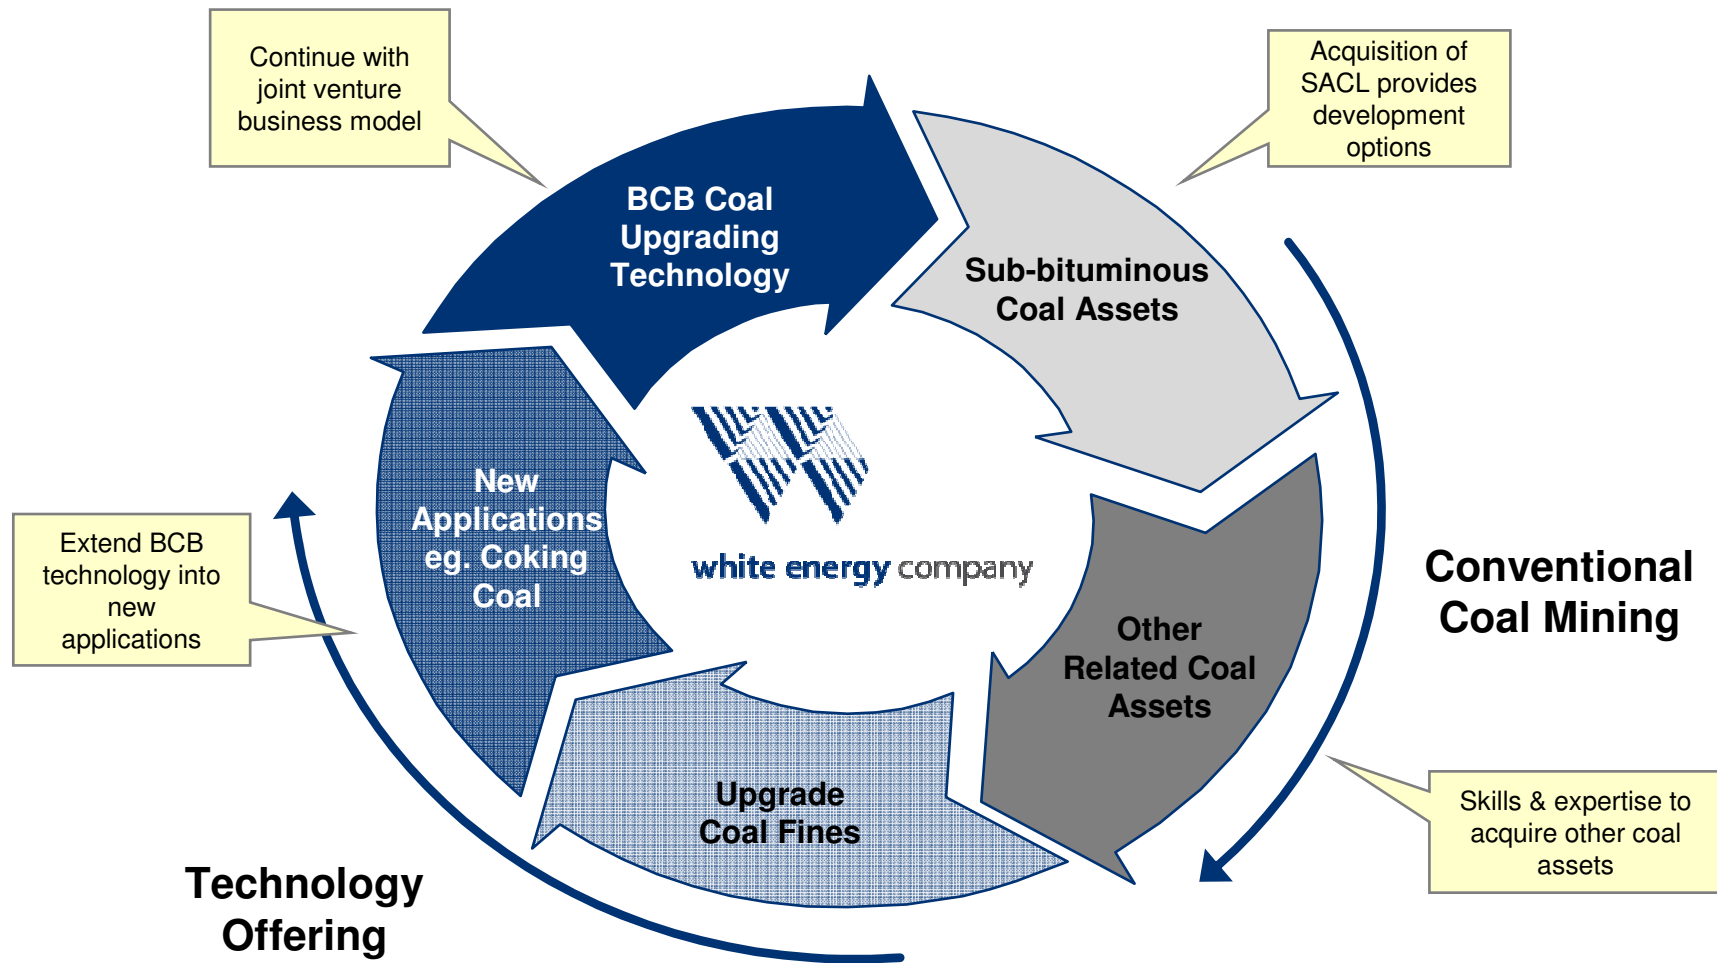 Continue with
joint venture
business model
Acquisition of
SACL provides
development
options
BCB Coal
Upgrading
Technology
Sub-bituminous
Coal Assets
New
Applications
eg. Coking
Coal
white energy company
Extend BCB
technology into
new
applications
Conventional
Coal Mining
Other
Related Coal
Assets
Upgrade
Coal Fines
Skills & expertise to
acquire other coal
assets
Technology
Offering